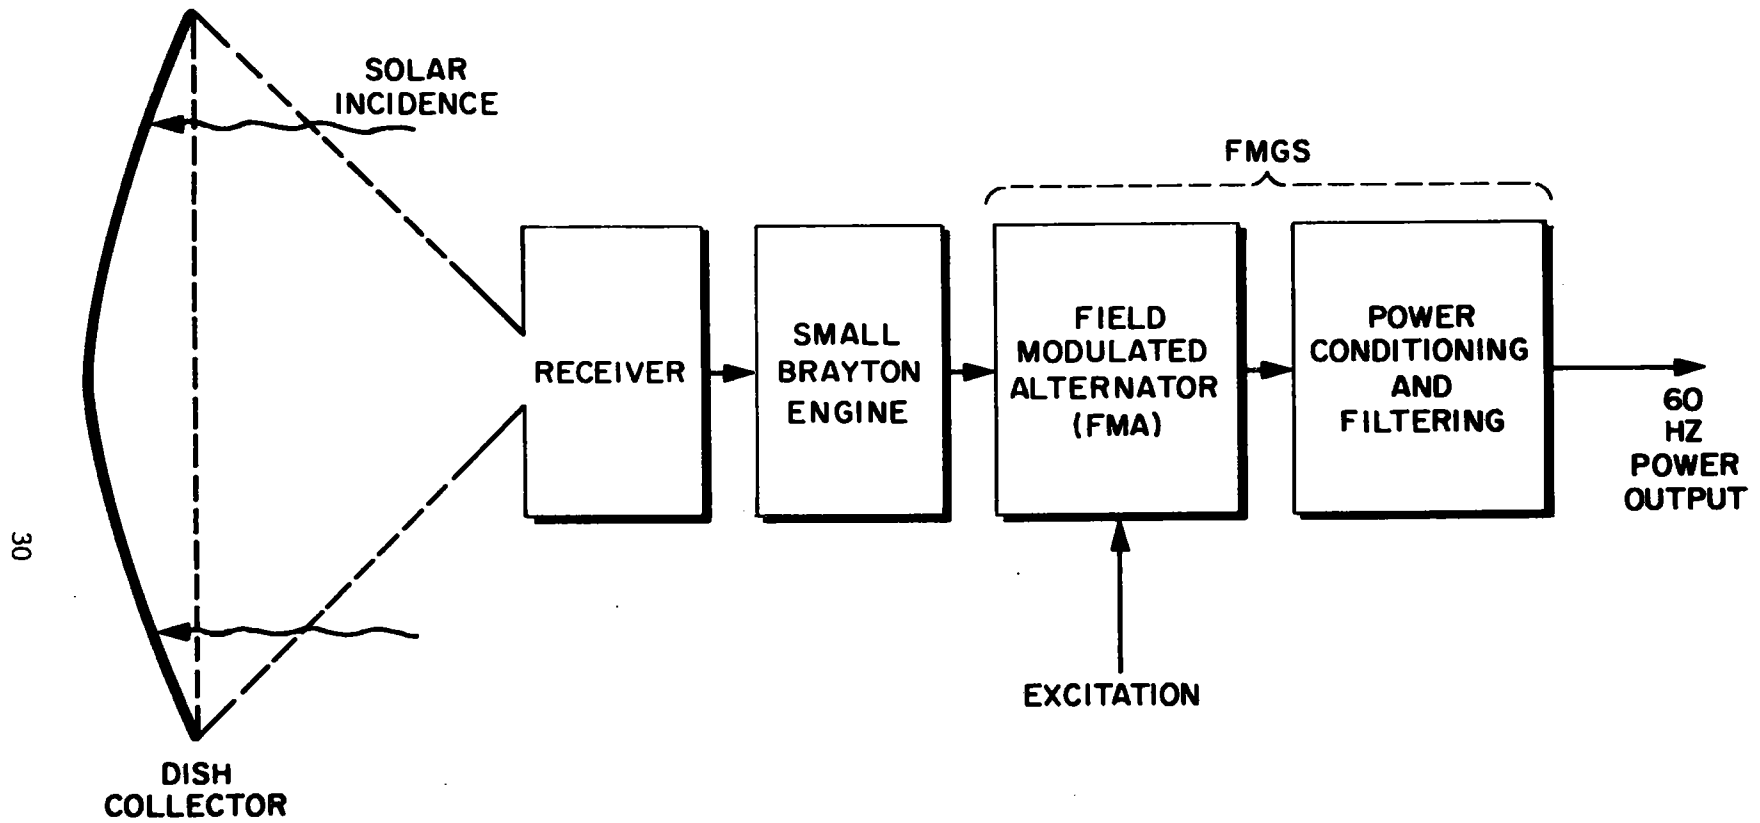 SOLAR
INCIDENCE
FMGS
RECEIVER
SMALL
BRAYTON
ENGINE
FIELD
MODULATED
ALTERNATOR
(FMA)
POWER
CONDITIONING
AND
FILTERING
60
HZ
POWER
OUTPUT
EXCITATION
DISH
COLLECTOR
30